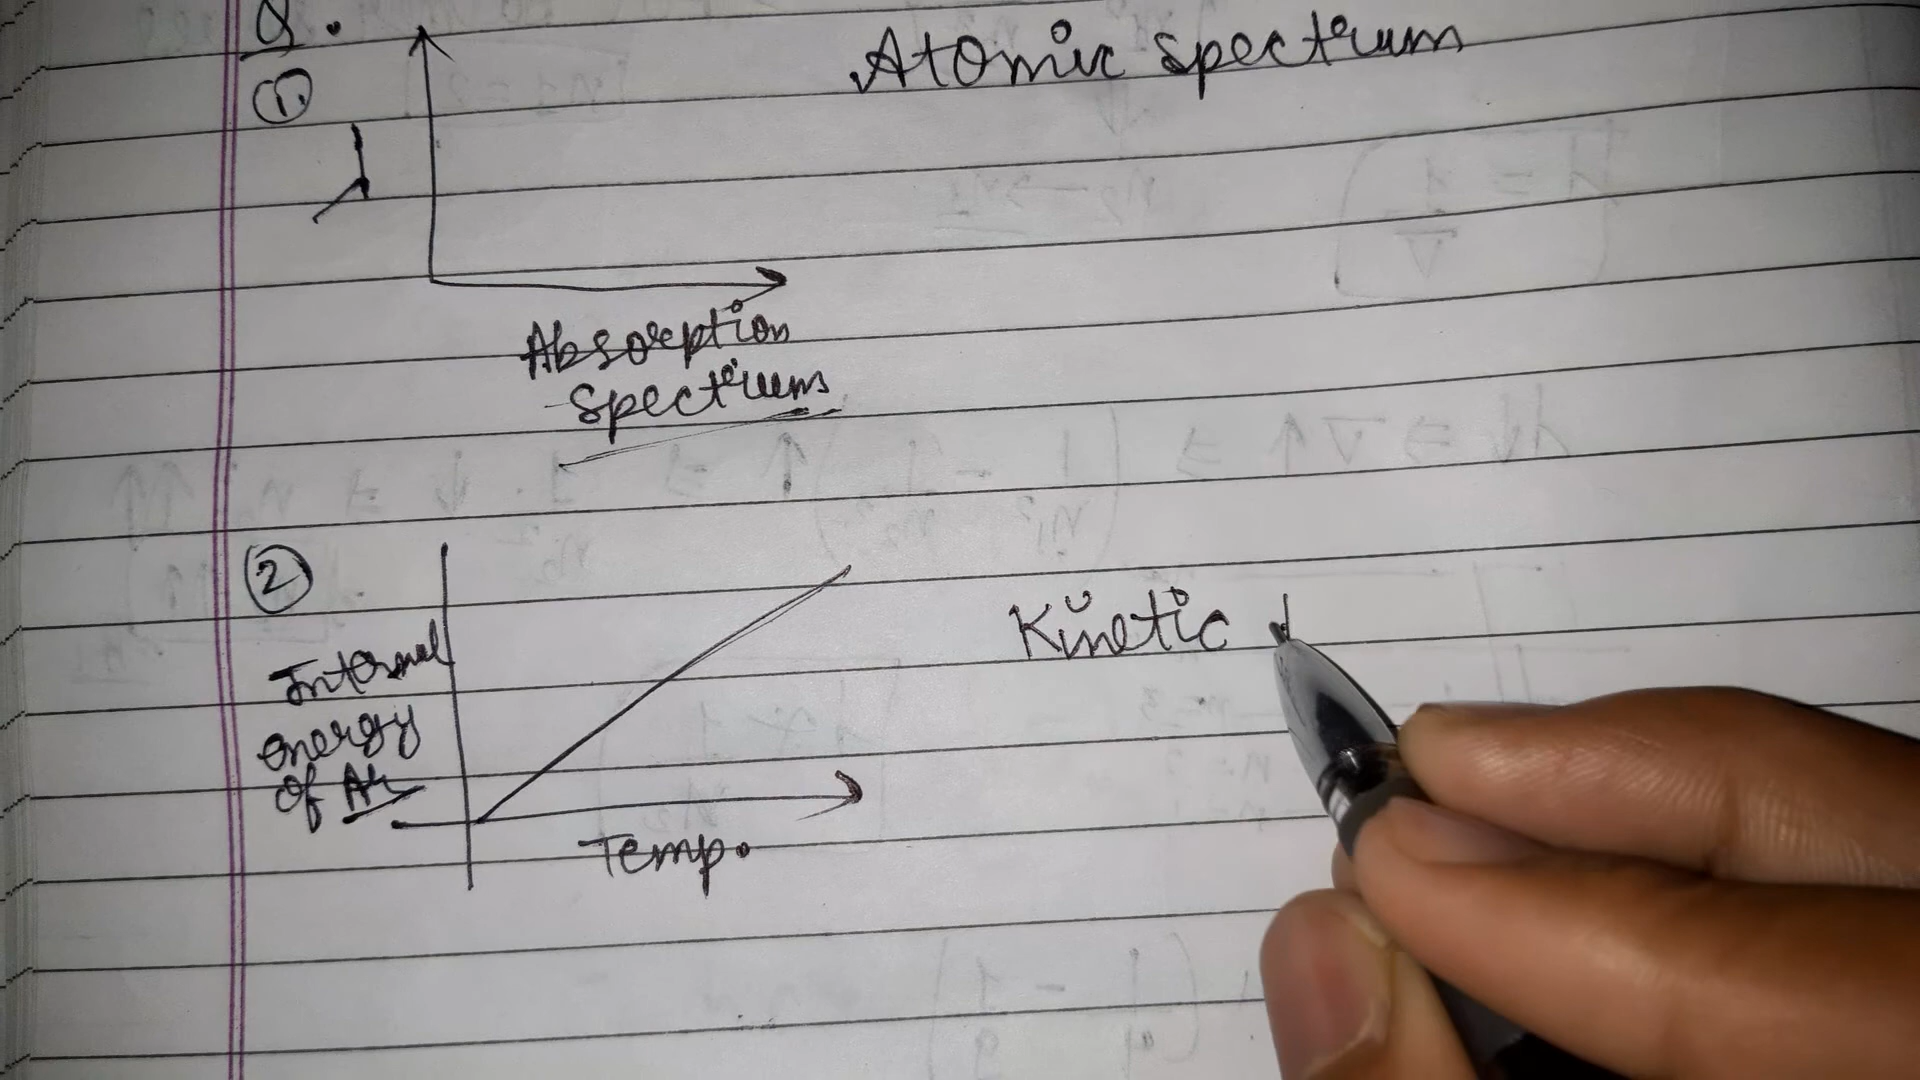 Q.
①
Atomic spectrum
λ
Absorption
Spectrum
②
Internal
energy
of Ar
Temp.
Kinetic